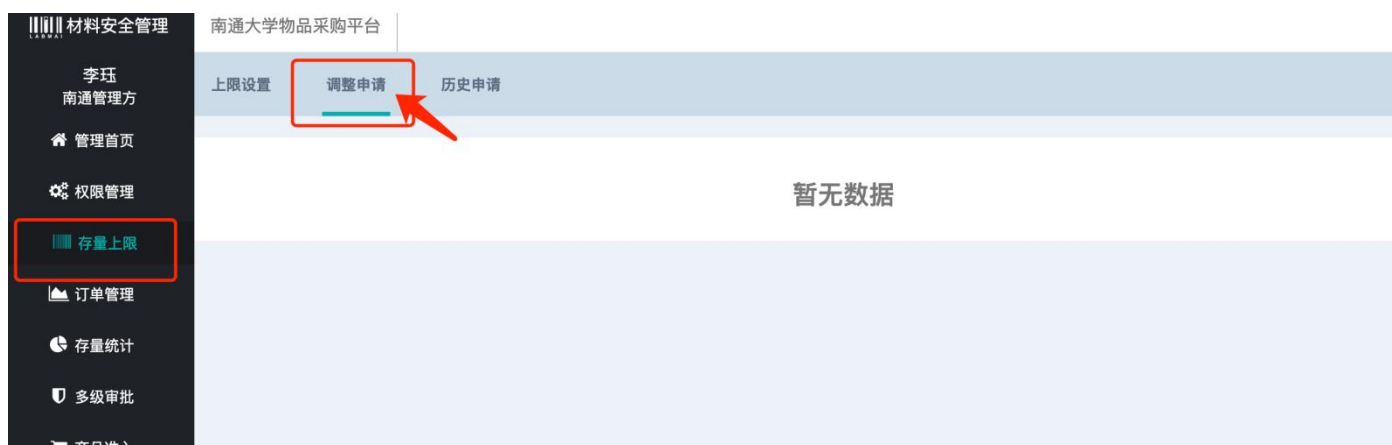 材料安全管理
LABMAI
南通大学物品采购平台
李珏
南通管理方
上限设置
调整申请
历史申请
管理首页
权限管理
暂无数据
存量上限
订单管理
存量统计
多级审批